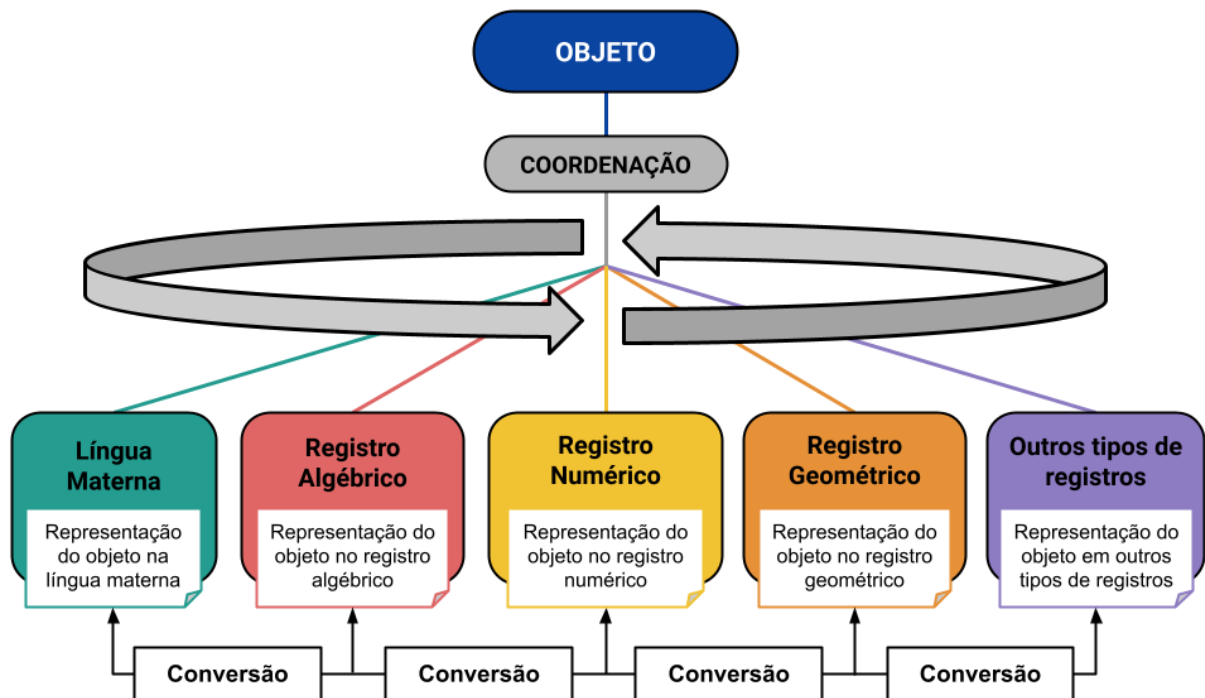 OBJETO
COORDENAÇÃO
Língua
Materna
Representação
do objeto na
língua materna
Registro
Algébrico
Representação do
objeto no registro
algébrico
Registro
Numérico
Representação do
objeto no registro
numérico
Registro
Geométrico
Representação do
objeto no registro
geométrico
Outros tipos de
registros
Representação do
objeto em outros
tipos de registros
Conversão
Conversão
Conversão
Conversão